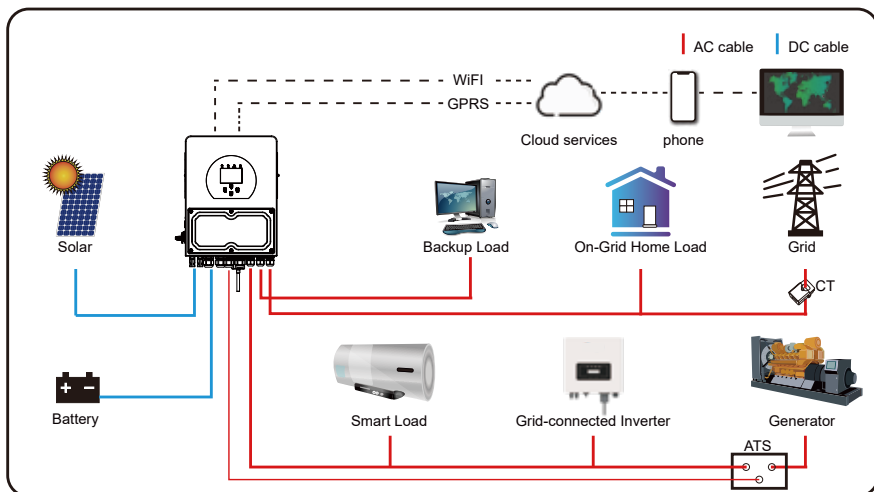 AC cable
DC cable
WiFI
GPRS
Cloud services
phone
Solar
Backup Load
On-Grid Home Load
Grid
CT
+ −
Battery
Smart Load
Grid-connected Inverter
Generator
ATS